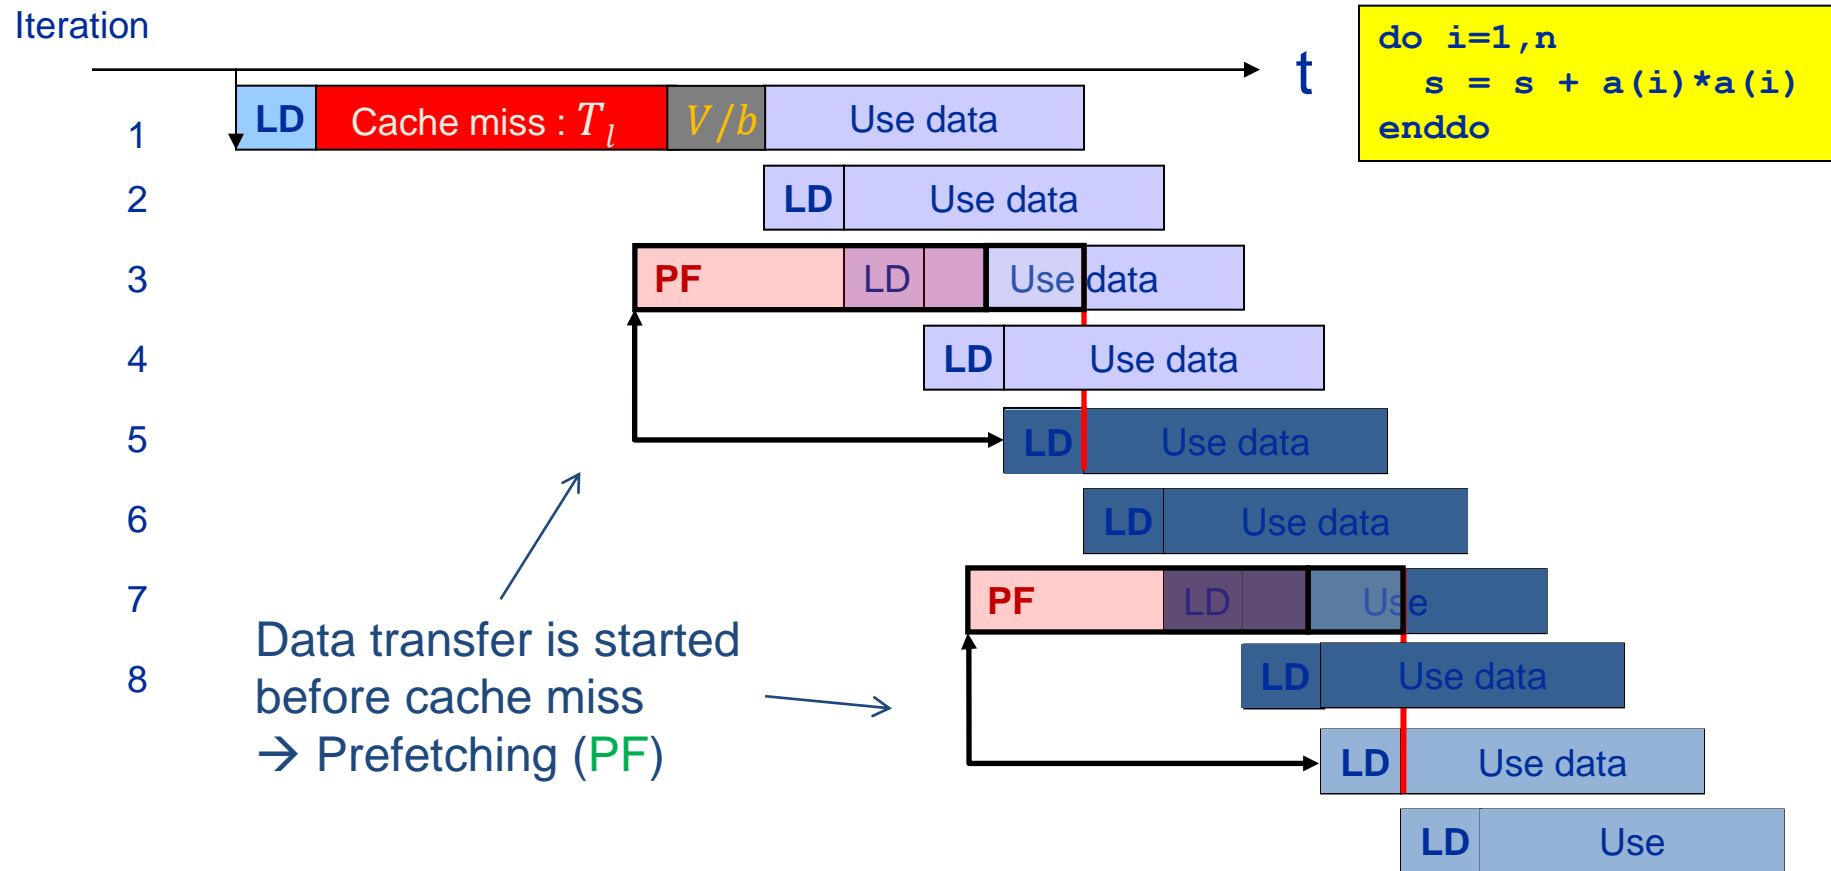 Iteration
t
do i=1,n
s = s + a(i)*a(i)
enddo
1
LD
Cache miss : T_l
V/b
Use data
2
LD
Use data
3
PF
LD
Use data
4
LD
Use data
5
LD
Use data
6
LD
Use data
7
PF
LD
Use
8
LD
Use data
LD
Use data
LD
Use
Data transfer is started
before cache miss
→ Prefetching (PF)